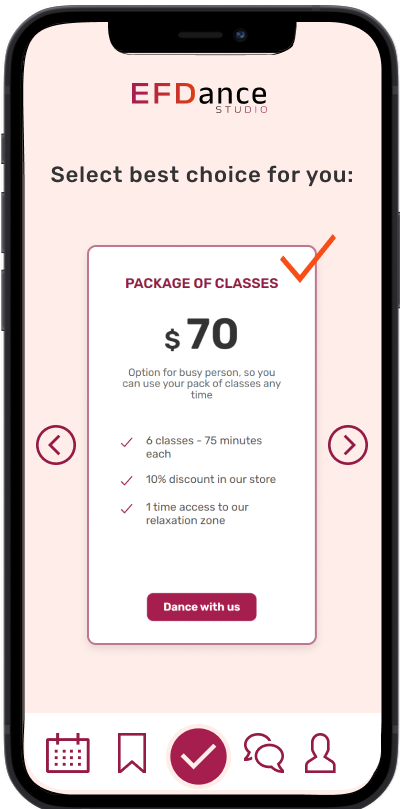 EFDance
STUDIO
Select best choice for you:
PACKAGE OF CLASSES
$ 70
Option for busy person, so you
can use your pack of classes any
time
6 classes - 75 minutes
each
10% discount in our store
1 time access to our
relaxation zone
Dance with us